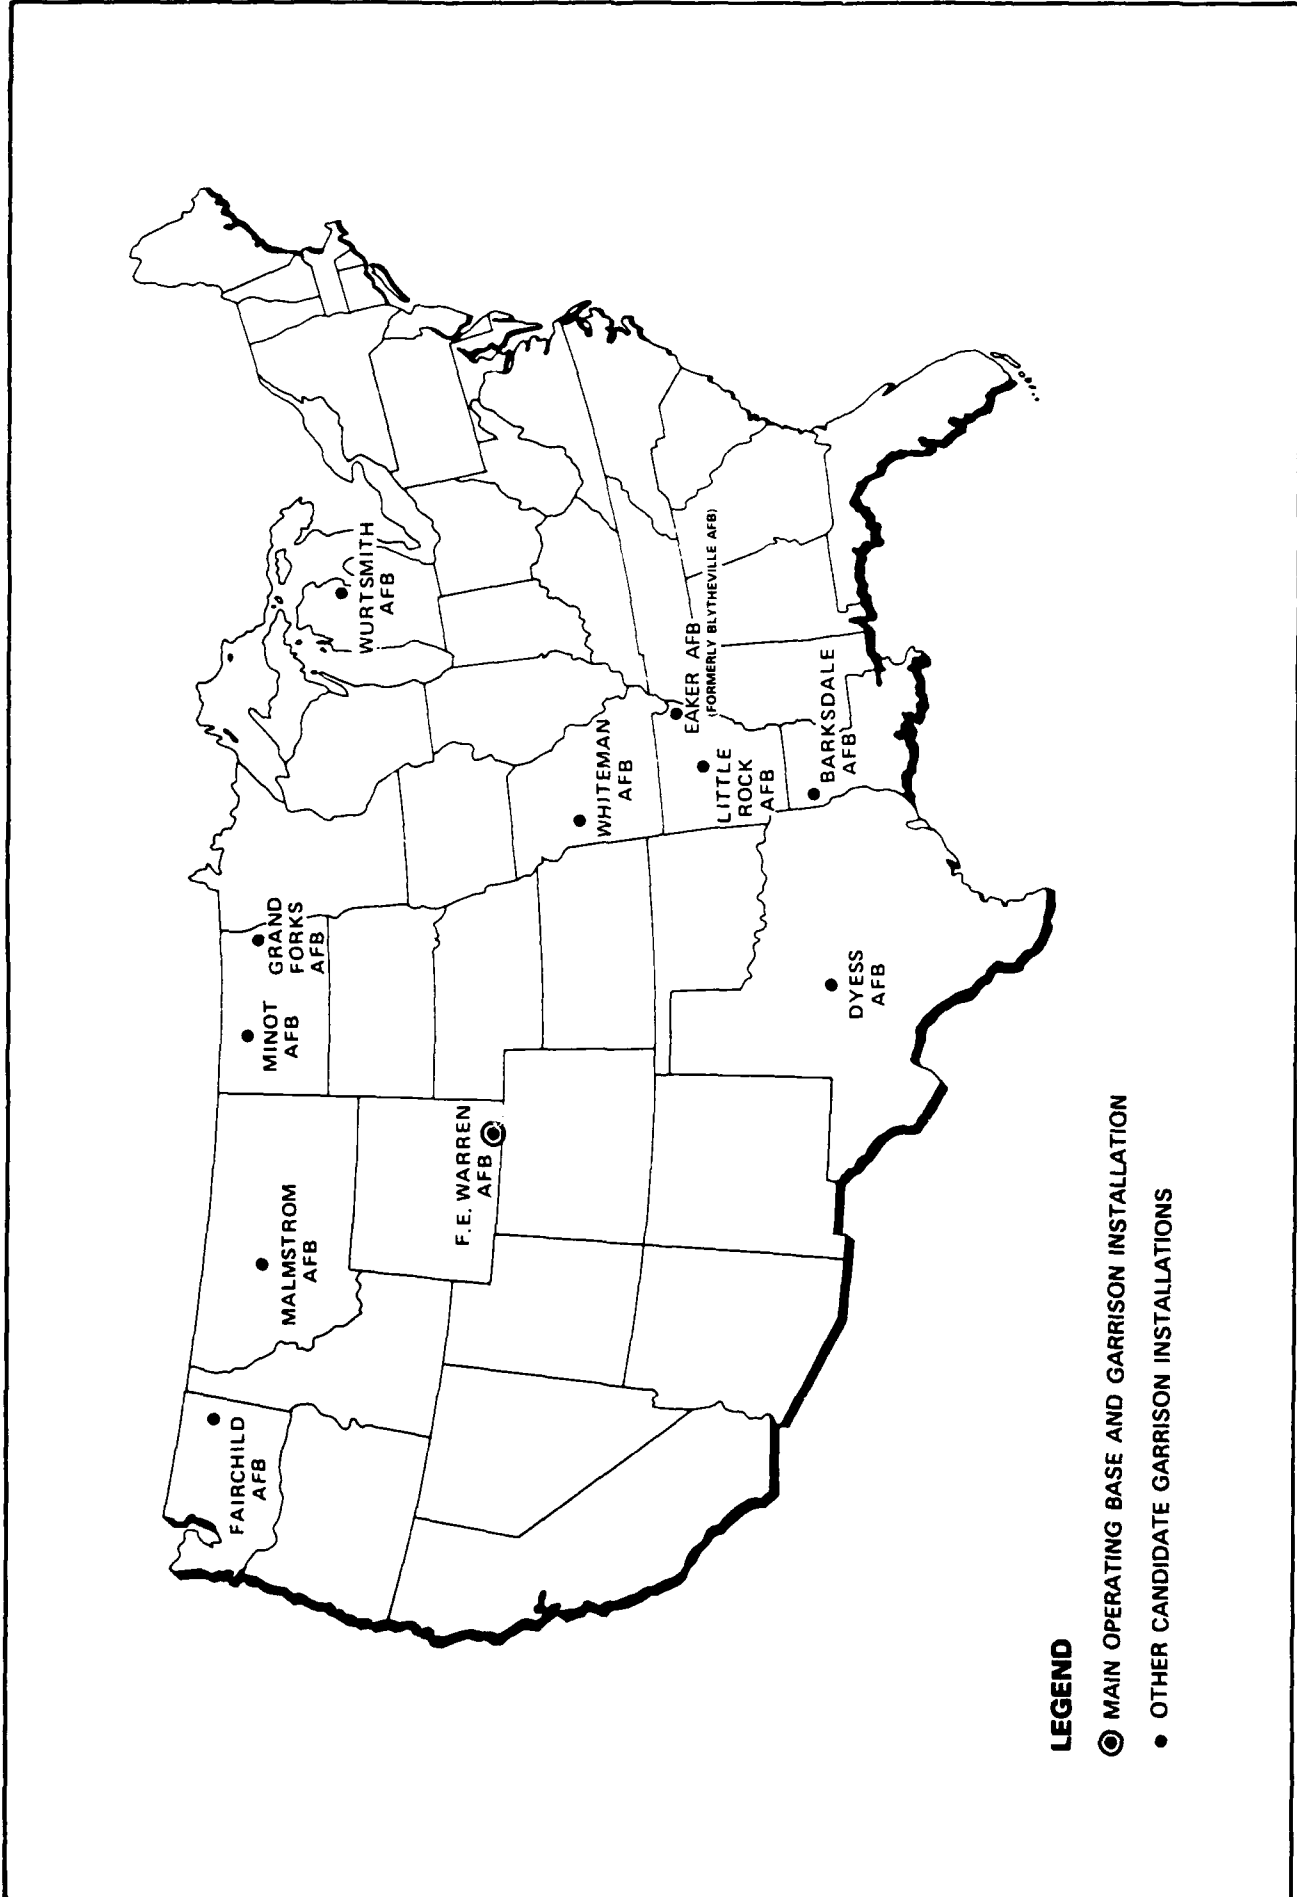 FAIRCHILD
AFB
MALMSTROM
AFB
MINOT
AFB
GRAND
FORKS
AFB
WURTSMITH
AFB
F.E. WARREN
AFB
WHITEMAN
AFB
EAKER AFB
(FORMERLY BLYTHEVILLE AFB)
LITTLE
ROCK
AFB
BARKSDALE
AFB
DYESS
AFB
LEGEND
MAIN OPERATING BASE AND GARRISON INSTALLATION
OTHER CANDIDATE GARRISON INSTALLATIONS